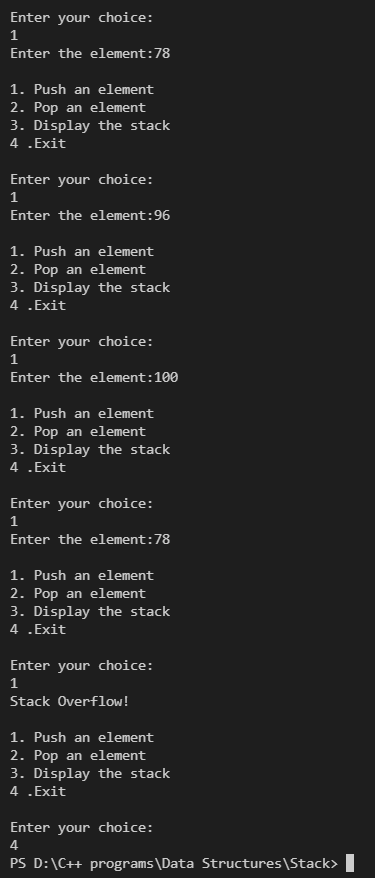 Enter your choice:
1
Enter the element:78
1. Push an element
2. Pop an element
3. Display the stack
4 .Exit
Enter your choice:
1
Enter the element:96
1. Push an element
2. Pop an element
3. Display the stack
4 .Exit
Enter your choice:
1
Enter the element:100
1. Push an element
2. Pop an element
3. Display the stack
4 .Exit
Enter your choice:
1
Enter the element:78
1. Push an element
2. Pop an element
3. Display the stack
4 .Exit
Enter your choice:
1
Stack Overflow!
1. Push an element
2. Pop an element
3. Display the stack
4 .Exit
Enter your choice:
4
PS D:\C++ programs\Data Structures\Stack>